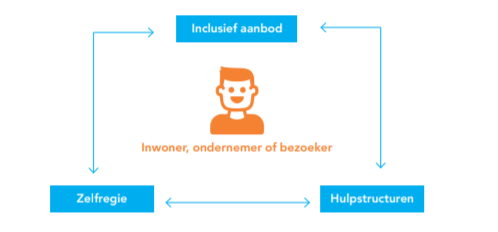 Inclusief aanbod
Inwoner, ondernemer of bezoeker
Zelfregie
Hulpstructuren